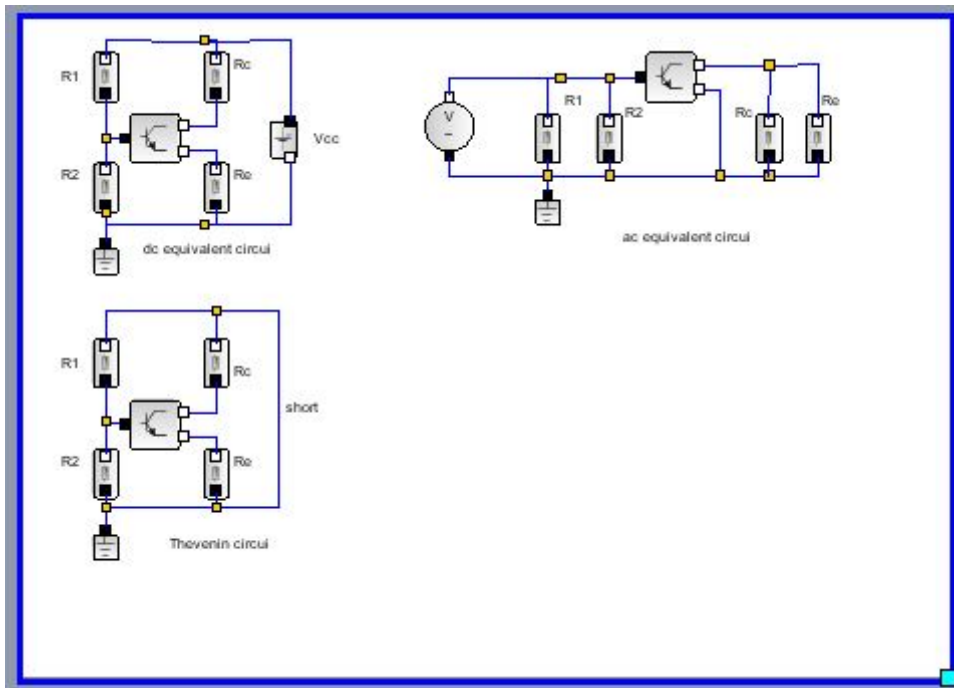 R1
Rc
Vcc
R2
Re
dc equivalent circui
V
~
R1
R2
Rc
Re
ac equivalent circui
R1
Rc
short
R2
Re
Thevenin circui